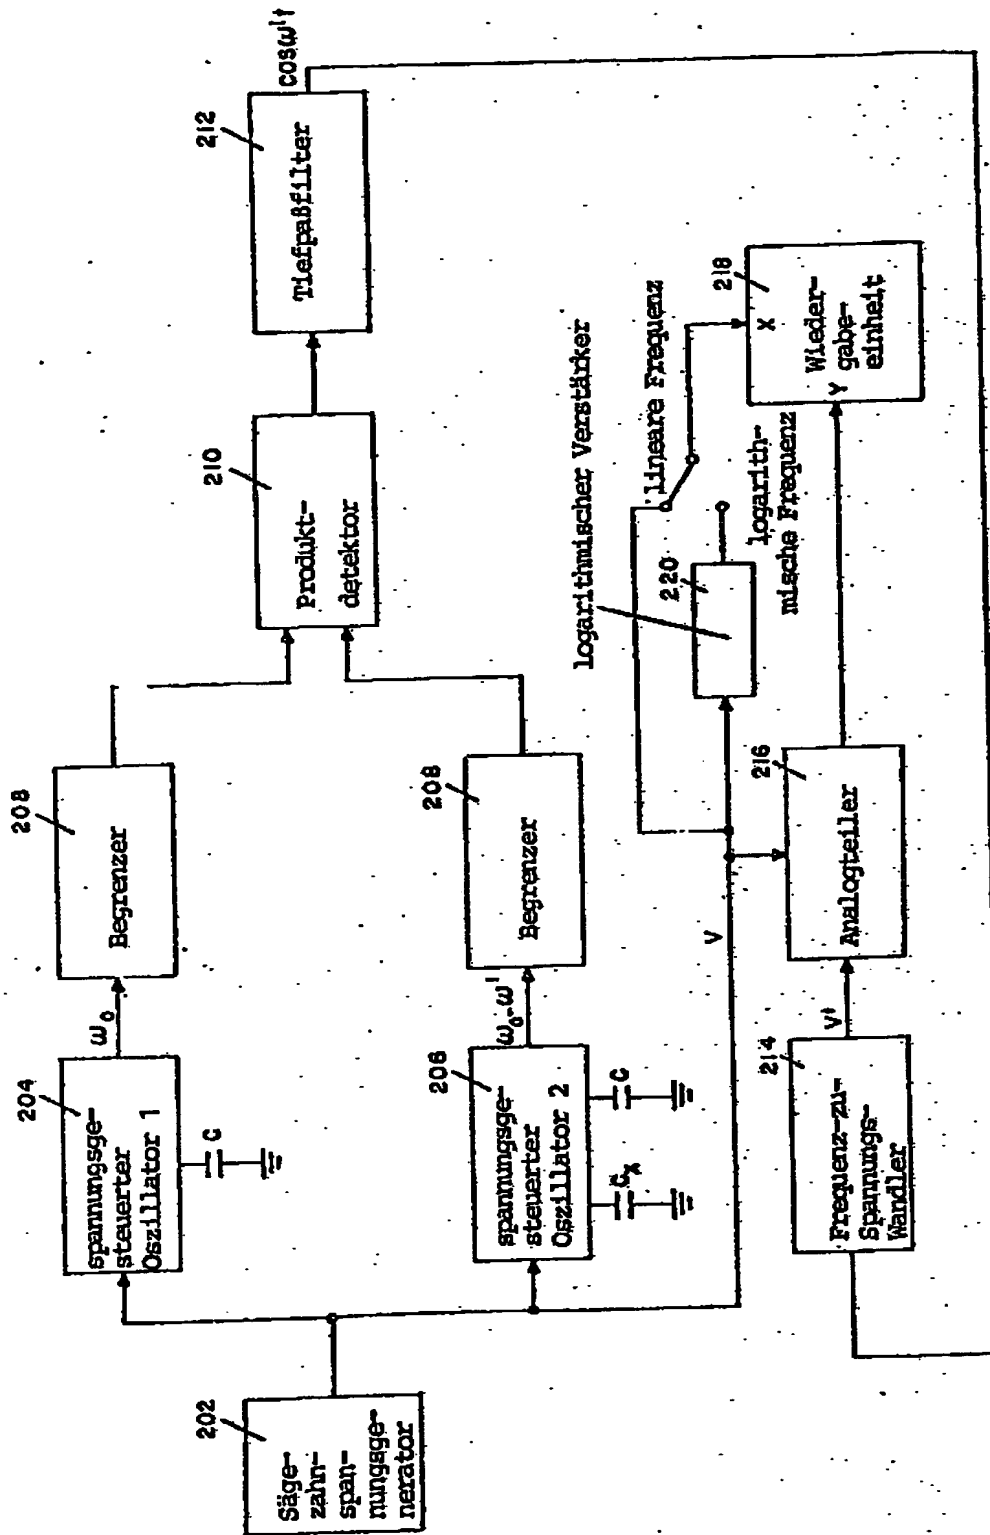 202
Säge-
zahn-
span-
nungsge-
nerator
204
spannungsge-
steuerter
Oszillator 1
C
ω₀
208
Begrenzer
206
spannungsge-
steuerter
Oszillator 2
Cₓ
C
ω₀-ω'
208
Begrenzer
210
Produkt-
detektor
212
Tiefpaßfilter
cosω't
logarithmischer Verstärker
lineare Frequenz
220
logarith-
mische Frequenz
V
214
Frequenz-zu-
Spannungs-
Wandler
V'
216
Analogteiler
218
X
Y
Wieder-
gabe-
einheit